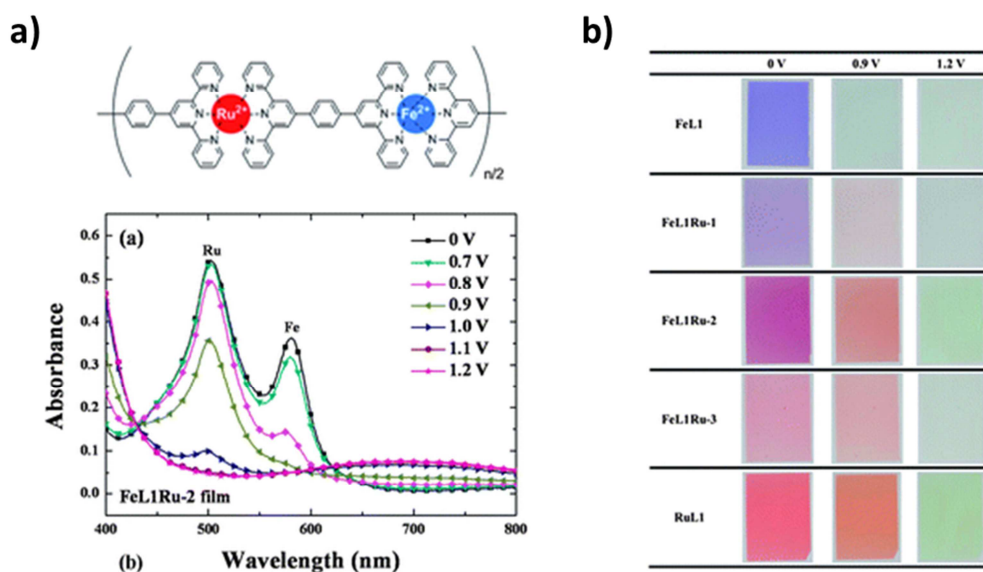 a)
N N N N
N Ru2+ N N Fe2+ N
N N N N
n/2
(a)
Absorbance
0.6
0.5
0.4
0.3
0.2
0.1
0.0
Ru
Fe
0 V
0.7 V
0.8 V
0.9 V
1.0 V
1.1 V
1.2 V
FeL1Ru-2 film
400 500 600 700 800
(b)
Wavelength (nm)
b)
0 V 0.9 V 1.2 V
FeL1
FeL1Ru-1
FeL1Ru-2
FeL1Ru-3
RuL1